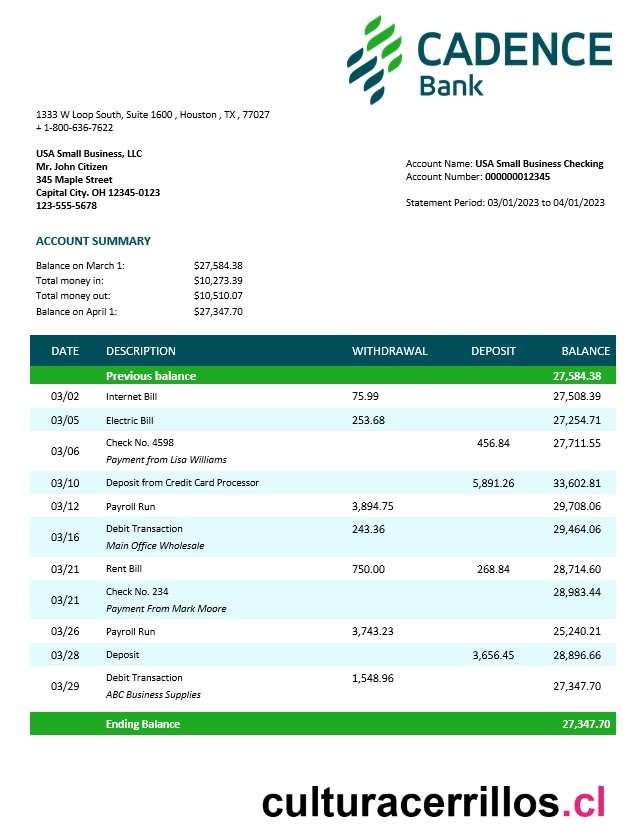 CADENCE
Bank
1333 W Loop South, Suite 1600 , Houston , TX , 77027
+ 1-800-636-7622
USA Small Business, LLC
Mr. John Citizen
345 Maple Street
Capital City. OH 12345-0123
123-555-5678
Account Name: USA Small Business Checking
Account Number: 000000012345
Statement Period: 03/01/2023 to 04/01/2023
ACCOUNT SUMMARY
Balance on March 1: $27,584.38
Total money in: $10,273.39
Total money out: $10,510.07
Balance on April 1: $27,347.70
DATE DESCRIPTION WITHDRAWAL DEPOSIT BALANCE
Previous balance 27,584.38
03/02 Internet Bill 75.99 27,508.39
03/05 Electric Bill 253.68 27,254.71
03/06 Check No. 4598 456.84 27,711.55
Payment from Lisa Williams
03/10 Deposit from Credit Card Processor 5,891.26 33,602.81
03/12 Payroll Run 3,894.75 29,708.06
03/16 Debit Transaction 243.36 29,464.06
Main Office Wholesale
03/21 Rent Bill 750.00 268.84 28,714.60
03/21 Check No. 234 28,983.44
Payment From Mark Moore
03/26 Payroll Run 3,743.23 25,240.21
03/28 Deposit 3,656.45 28,896.66
03/29 Debit Transaction 1,548.96 27,347.70
ABC Business Supplies
Ending Balance 27,347.70
culturacerrillos.cl